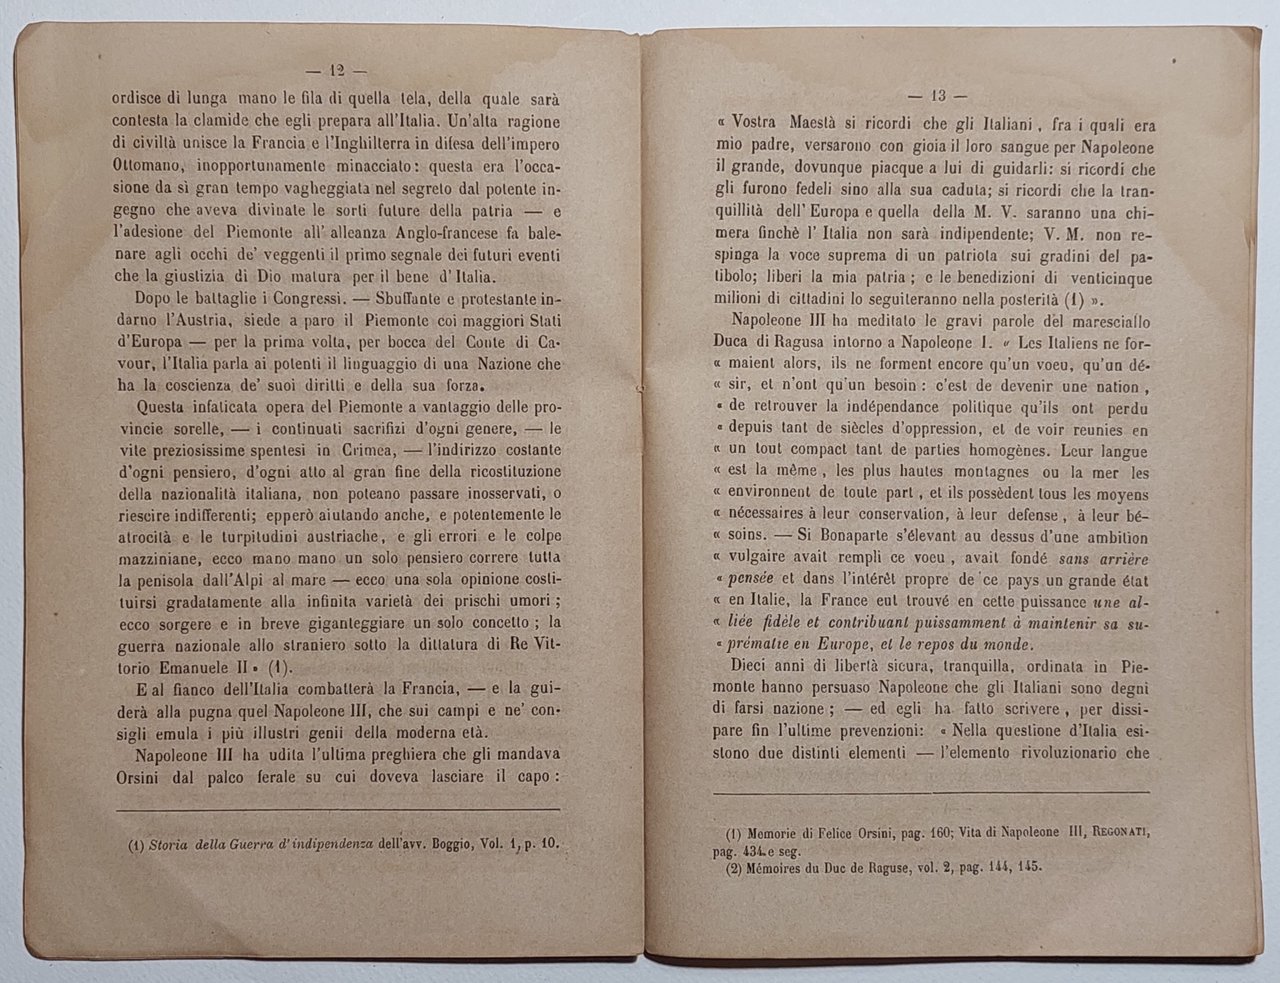 — 12 —
ordisce di lunga mano le fila di quella tela, della quale sarà
contesta la clamide che egli prepara all'Italia. Un'alta ragione
di civiltà unisce la Francia e l'Inghilterra in difesa dell'impero
Ottomano, inopportunamente minacciato: questa era l'occa-
sione da sì gran tempo vagheggiata nel segreto dal potente in-
gegno che aveva divinate le sorti future della patria — e
l'adesione del Piemonte all' alleanza Anglo-francese fa bale-
nare agli occhi de' veggenti il primo segnale dei futuri eventi
che la giustizia di Dio matura per il bene d' Italia.
Dopo le battaglie i Congressi. — Sbuffante e protestante in-
darno l'Austria, siede a paro il Piemonte coi maggiori Stati
d'Europa — per la prima volta, per bocca del Conte di Ca-
vour, l'Italia parla ai potenti il linguaggio di una Nazione che
ha la coscienza de' suoi diritti e della sua forza.
Questa infaticata opera del Piemonte a vantaggio delle pro-
vincie sorelle, — i continuati sacrifizi d'ogni genere, — le
vite preziosissime spentesi in Crimea, — l'indirizzo costante
d'ogni pensiero, d'ogni atto al gran fine della ricostituzione
della nazionalità italiana, non poteano passare inosservati, o
riescire indifferenti; epperò aiutando anche, e potentemente le
atrocità e le turpitudini austriache, e gli errori e le colpe
mazziniane, ecco mano mano un solo pensiero correre tutta
la penisola dall'Alpi al mare — ecco una sola opinione costi-
tuirsi gradatamente alla infinita varietà dei prischi umori;
ecco sorgere e in breve giganteggiare un solo concetto; la
guerra nazionale allo straniero sotto la dittatura di Re Vit-
torio Emanuele II » (1).
E al fianco dell'Italia combatterà la Francia, — e la gui-
derà alla pugna quel Napoleone III, che sui campi e ne' con-
sigli emula i più illustri genii della moderna età.
Napoleone III ha udita l'ultima preghiera che gli mandava
Orsini dal palco ferale su cui doveva lasciare il capo:
(1) Storia della Guerra d'indipendenza dell'avv. Boggio, Vol. 1, p. 10.
— 13 —
« Vostra Maestà si ricordi che gli Italiani, fra i quali era
mio padre, versarono con gioia il loro sangue per Napoleone
il grande, dovunque piacque a lui di guidarli: si ricordi che
gli furono fedeli sino alla sua caduta; si ricordi che la tran-
quillità dell' Europa e quella della M. V. saranno una chi-
mera finchè l' Italia non sarà indipendente; V. M. non re-
spinga la voce suprema di un patriota sui gradini del pa-
tibolo; liberi la mia patria; e le benedizioni di venticinque
milioni di cittadini lo seguiteranno nella posterità (1) ».
Napoleone III ha meditato le gravi parole del maresciallo
Duca di Ragusa intorno a Napoleone I. « Les Italiens ne for-
« maient alors, ils ne forment encore qu'un voeu, qu'un dé-
« sir, et n'ont qu'un besoin: c'est de devenir une nation,
« de retrouver la indépendance politique qu'ils ont perdu
« depuis tant de siècles d'oppression, et de voir reunies en
« un tout compact tant de parties homogènes. Leur langue
« est la même, les plus hautes montagnes ou la mer les
« environnent de toute part, et ils possèdent tous les moyens
« nécessaires à leur conservation, à leur defense, à leur bé-
« soins. — Si Bonaparte s'élevant au dessus d'une ambition
« vulgaire avait rempli ce voeu, avait fondé sans arrière
« pensée et dans l'intérêt propre de ce pays un grande état
« en Italie, la France eut trouvé en cette puissance une al-
« liée fidèle et contribuant puissamment à maintenir sa su-
« prématie en Europe, et le repos du monde.
Dieci anni di libertà sicura, tranquilla, ordinata in Pie-
monte hanno persuaso Napoleone che gli Italiani sono degni
di farsi nazione; — ed egli ha fatto scrivere, per dissi-
pare fin l'ultime prevenzioni: « Nella questione d'Italia esi-
stono due distinti elementi — l'elemento rivoluzionario che
(1) Memorie di Felice Orsini, pag. 160; Vita di Napoleone III, REGONATI,
pag. 434 e seg.
(2) Mémoires du Duc de Raguse, vol. 2, pag. 144, 145.